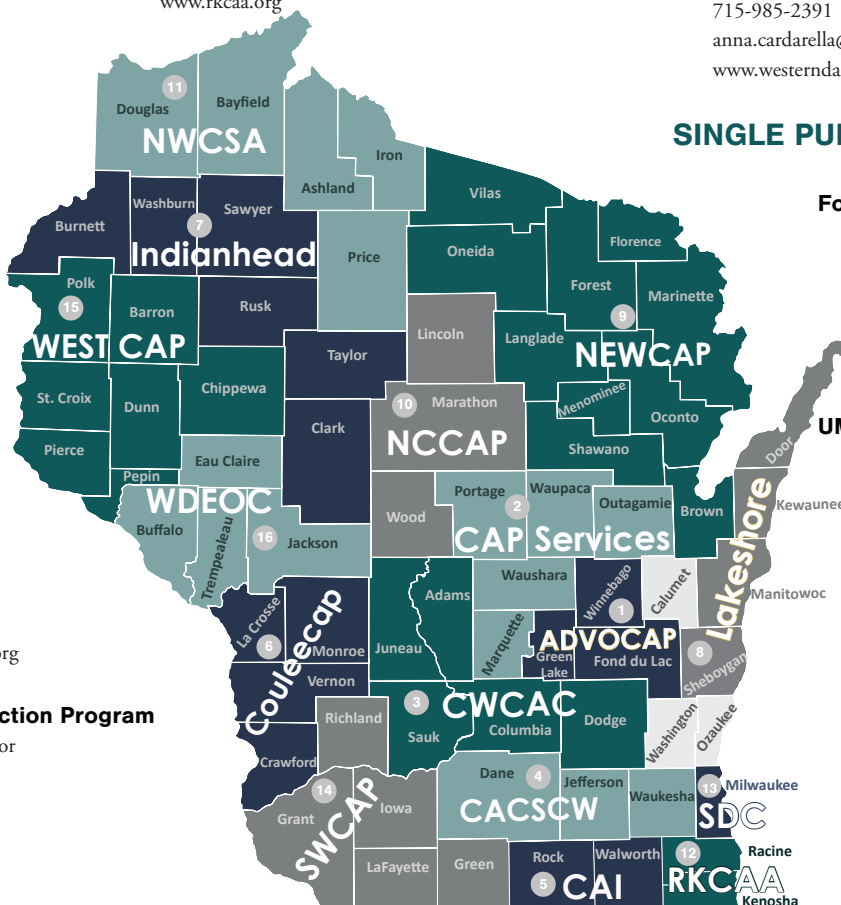 www.rkcaa.org
715-985-2391
anna.cardarella@
www.westernda
SINGLE PU
Fo
UM
org
ction Program
or
11
Douglas
Bayfield
NWCSA
Iron
Ashland
Vilas
Washburn
Sawyer
Burnett
7
Indianhead
Price
Oneida
Florence
Polk
15
Barron
WEST CAP
Rusk
Forest
Marinette
9
Lincoln
Langlade
NEWCAP
Taylor
St. Croix
Dunn
Chippewa
10
Marathon
NCCAP
Menominee
Oconto
Clark
Pierce
Shawano
Door
Eau Claire
Pepin
WDEOC
Buffalo
Trempealeau
16
Jackson
Wood
Portage
2
Waupaca
Outagamie
Brown
Kewaunee
CAP Services
Lakeshore
Manitowoc
Adams
Waushara
Winnebago
1
Calumet
La Crosse
6
Couleecap
Monroe
Juneau
Marquette
ADVOCAP
Green
Lake
Fond du Lac
8
Sheboygan
Vernon
3
CWCAC
Richland
Sauk
Columbia
Dodge
Washington
Ozaukee
Crawford
14
Grant
SWCAP
Iowa
Dane
4
Jefferson
CACSCW
Waukesha
13
Milwaukee
SDC
LaFayette
Green
Rock
Walworth
5
CAI
12
Racine
RKCAA
Kenosha